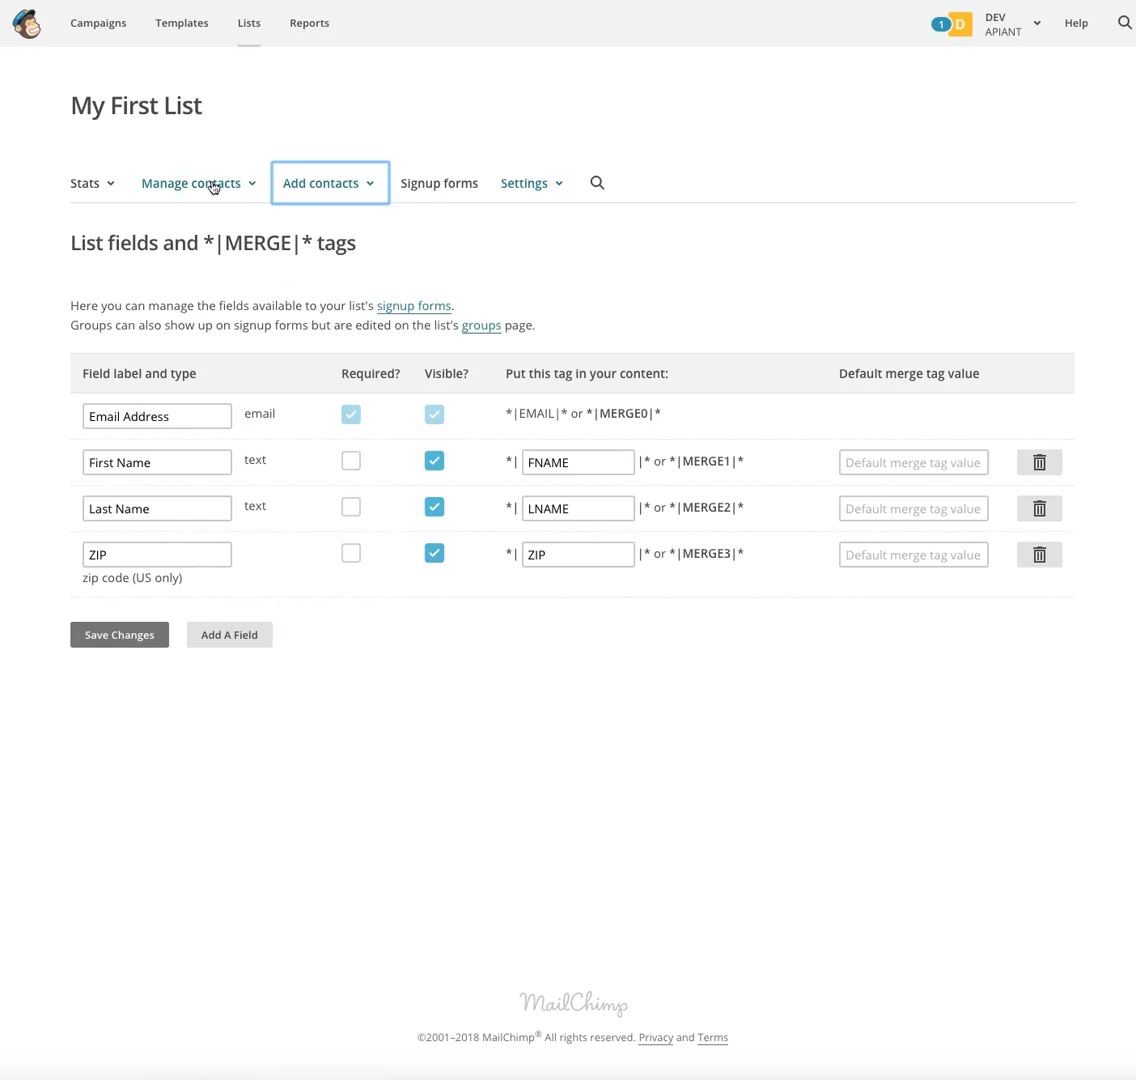 Campaigns Templates Lists Reports 1 D DEV APIANT Help
My First List
Stats Manage contacts Add contacts Signup forms Settings
List fields and *|MERGE|* tags
Here you can manage the fields available to your list's signup forms.
Groups can also show up on signup forms but are edited on the list's groups page.
Field label and type Required? Visible? Put this tag in your content: Default merge tag value
Email Address email *|EMAIL|* or *|MERGE0|*
First Name text *| FNAME |* or *|MERGE1|* Default merge tag value
Last Name text *| LNAME |* or *|MERGE2|* Default merge tag value
ZIP *| ZIP |* or *|MERGE3|* Default merge tag value
zip code (US only)
Save Changes Add A Field
MailChimp
©2001–2018 MailChimp® All rights reserved. Privacy and Terms